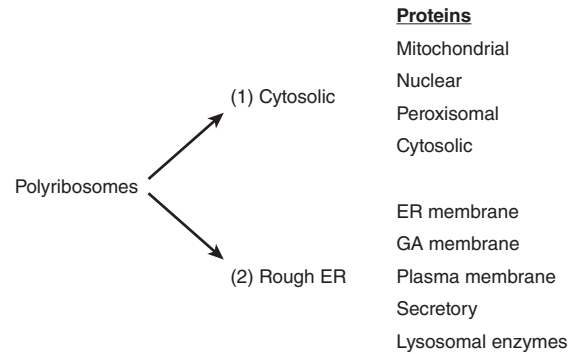 Proteins
Mitochondrial
Nuclear
(1) Cytosolic
Peroxisomal
Cytosolic
Polyribosomes
ER membrane
GA membrane
(2) Rough ER
Plasma membrane
Secretory
Lysosomal enzymes